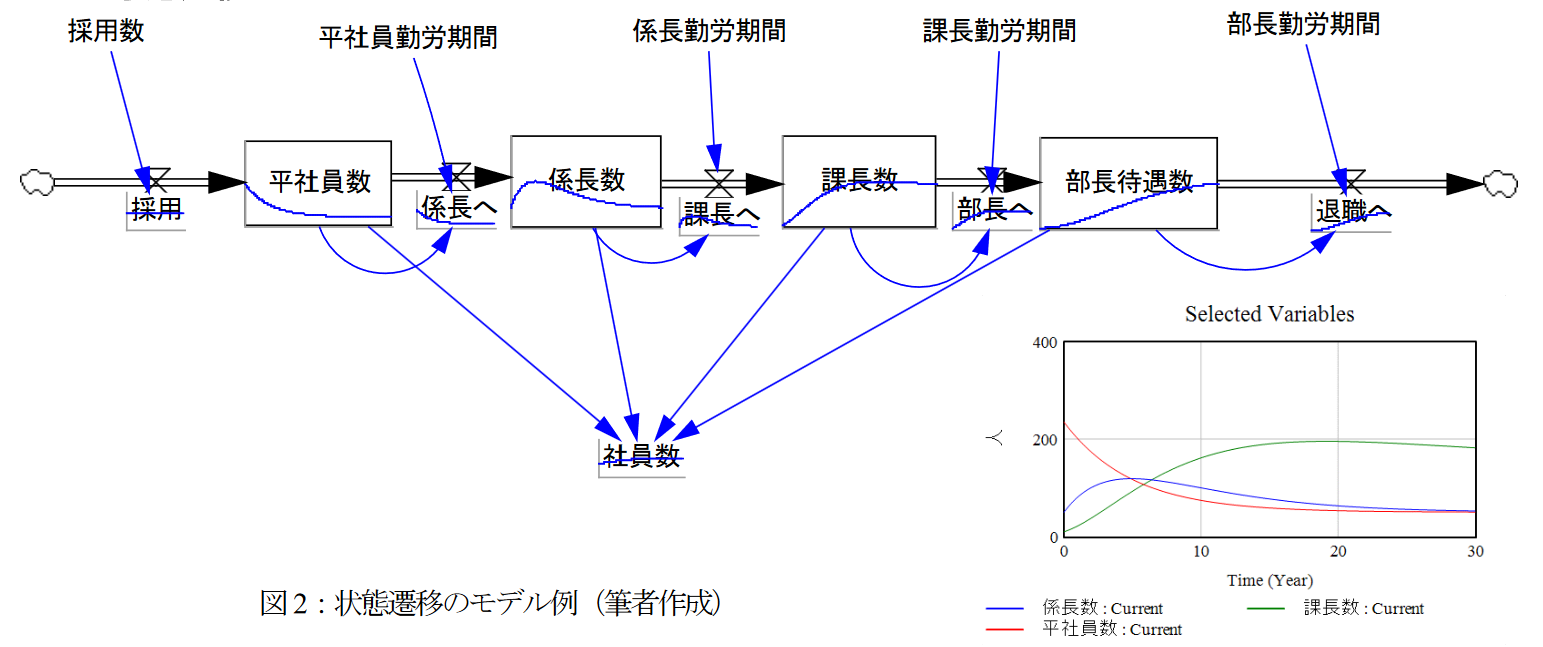 採用数
平社員勤労期間
係長勤労期間
課長勤労期間
部長勤労期間
平社員数
係長数
課長数
部長待遇数
採用
係長へ
課長へ
部長へ
退職へ
社員数
Selected Variables
400
200
0
人
0 10 20 30
Time (Year)
係長数 : Current
課長数 : Current
平社員数 : Current
図2：状態遷移のモデル例（筆者作成）